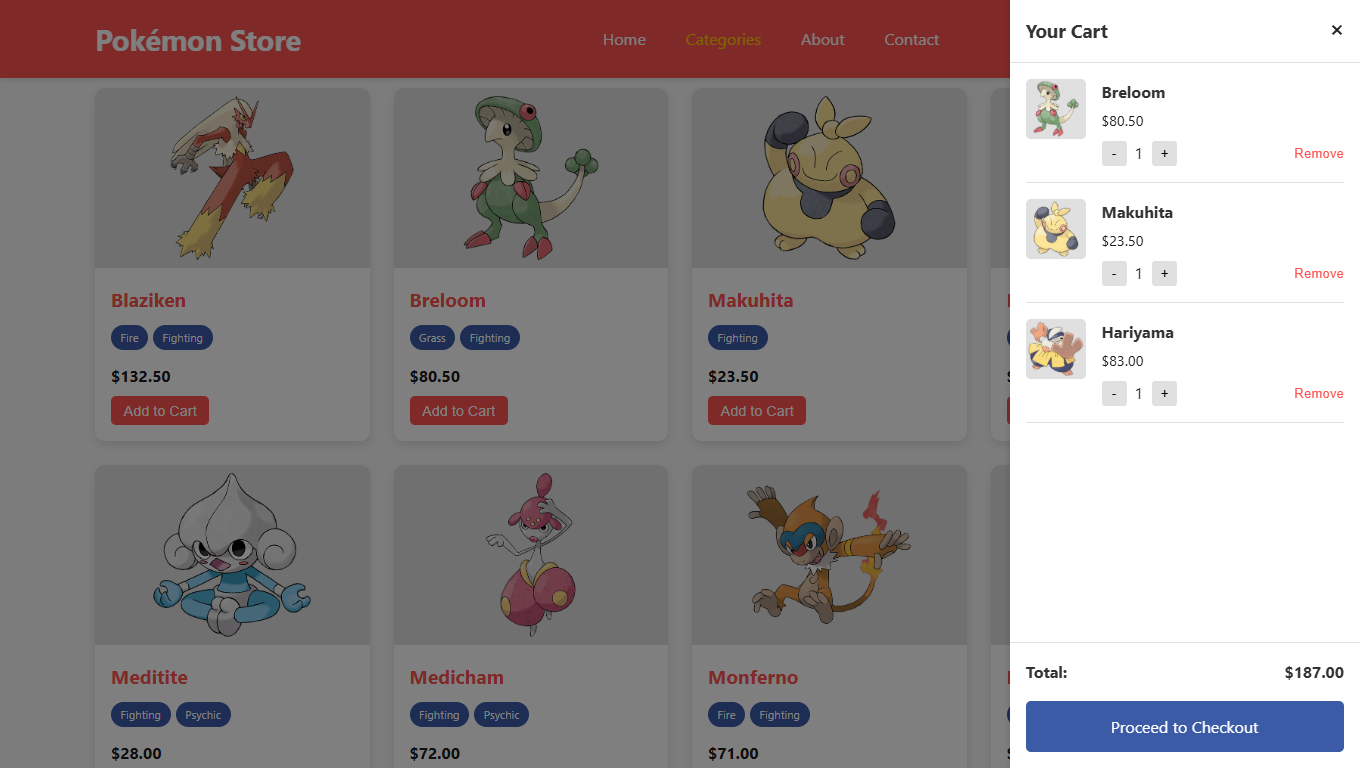 Pokémon Store
Home Categories About Contact
Blaziken
Fire Fighting
$132.50
Add to Cart
Breloom
Grass Fighting
$80.50
Add to Cart
Makuhita
Fighting
$23.50
Add to Cart
Meditite
Fighting Psychic
$28.00
Medicham
Fighting Psychic
$72.00
Monferno
Fire Fighting
$71.00
Your Cart ×
Breloom
$80.50
- 1 + Remove
Makuhita
$23.50
- 1 + Remove
Hariyama
$83.00
- 1 + Remove
Total: $187.00
Proceed to Checkout